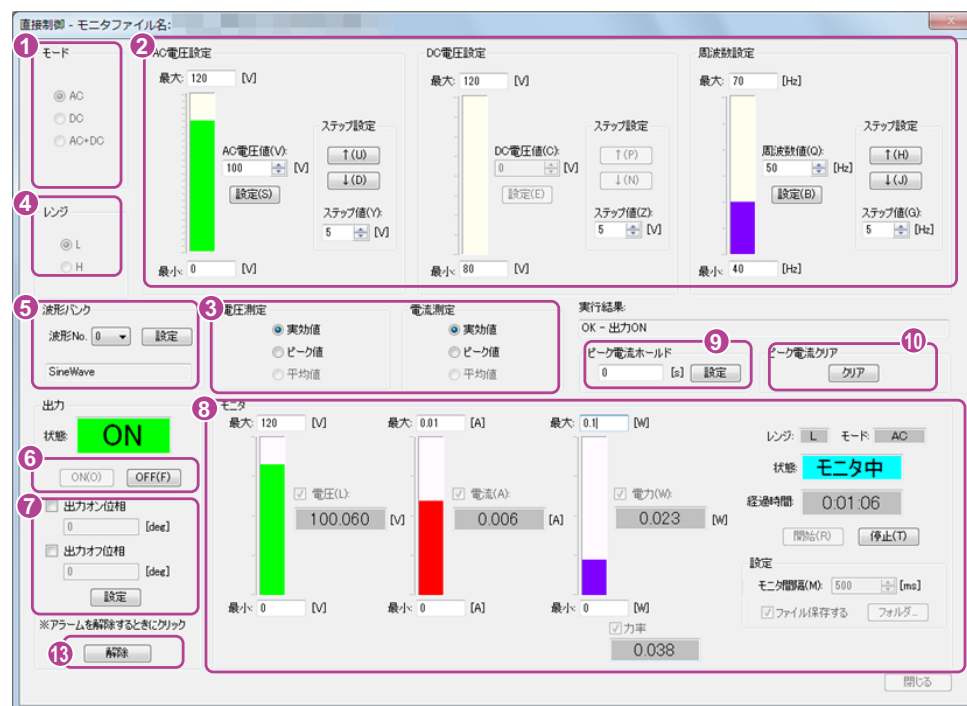 直接制御 - モニタファイル名:
1 モード
AC
DC
AC+DC
2 AC電圧設定
最大: 120 [V]
AC電圧値(V):
100 [V]
設定(S)
ステップ設定
↑(U)
↓(D)
ステップ値(Y):
5 [V]
最小: 0 [V]
DC電圧設定
最大: 120 [V]
DC電圧値(C):
0 [V]
設定(E)
ステップ設定
↑(P)
↓(N)
ステップ値(Z):
5 [V]
最小: 80 [V]
周波数設定
最大: 70 [Hz]
周波数値(Q):
50 [Hz]
設定(B)
ステップ設定
↑(H)
↓(J)
ステップ値(G):
5 [Hz]
最小: 40 [Hz]
4 レンジ
L
H
5 波形バンク
波形No. 0 設定
SineWave
3 電圧測定
実効値
ピーク値
平均値
電流測定
実効値
ピーク値
平均値
実行結果:
OK - 出力ON
9 ピーク電流ホールド
0 [s] 設定
10 ピーク電流クリア
クリア
出力
状態: ON
6 ON(O) OFF(F)
7 出力オン位相
0 [deg]
出力オフ位相
0 [deg]
設定
※アラームを解除するときにクリック
13 解除
8 モニタ
最大: 120 [V]
電圧(L):
100.060 [V]
最小: 0 [V]
最大: 0.01 [A]
電流(A):
0.006 [A]
最小: 0 [A]
最大: 0.1 [W]
電力(W):
0.023 [W]
最小: 0 [W]
力率
0.038
レンジ: L モード: AC
状態: モニタ中
経過時間: 0:01:06
開始(R) 停止(T)
設定
モニタ間隔(M): 500 [ms]
ファイル保存する フォルダ...
閉じる